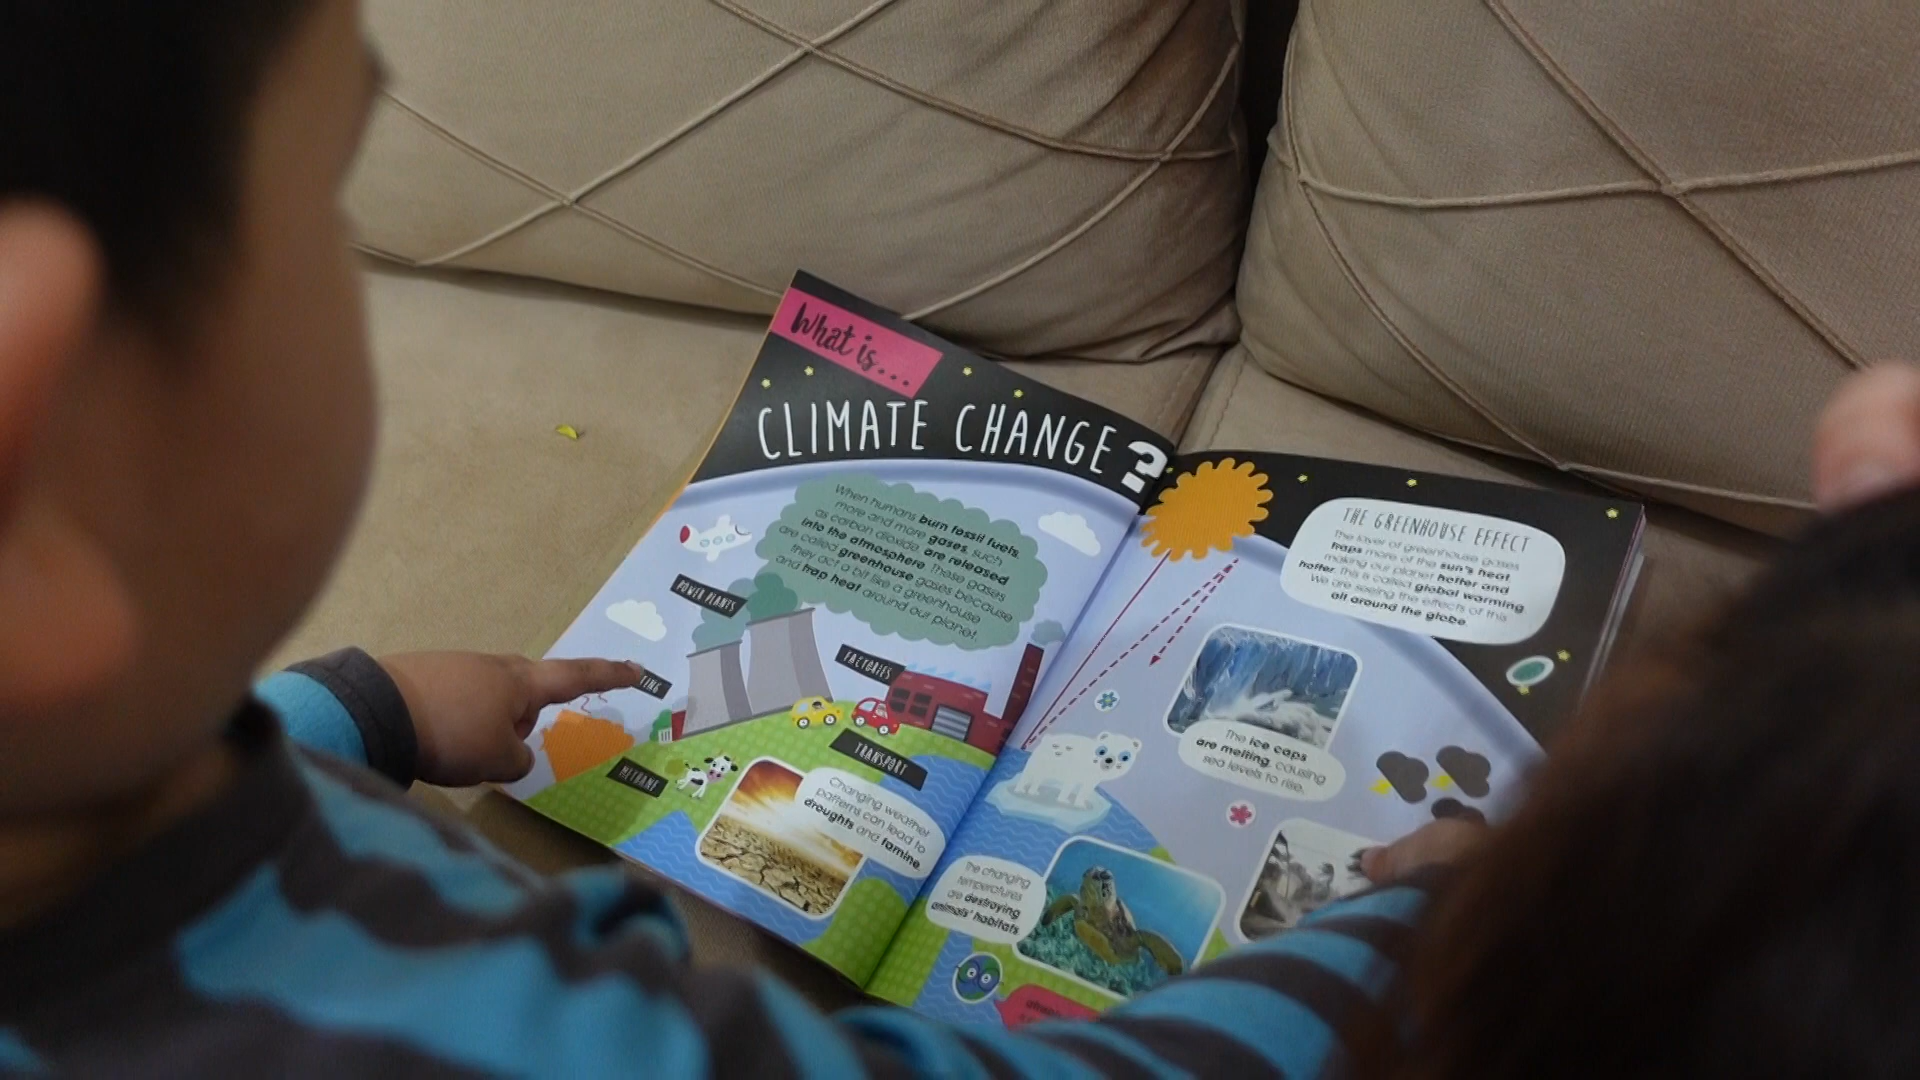 What is...
CLIMATE CHANGE?
When humans burn fossil fuels,
more and more gases, such
as carbon dioxide, are released
into the atmosphere. These gases
are called greenhouse gases because
they act a bit like a greenhouse
and trap heat around our planet.
POWER PLANTS
FACTORIES
TING
TRANSPORT
METHANE
Changing weather
patterns can lead to
droughts and famine.
THE GREENHOUSE EFFECT
The layer of greenhouse gases
traps more of the sun's heat,
making our planet hotter and
hotter. This is called global warming.
We are seeing the effects of this
all around the globe.
The ice caps
are melting, causing
sea levels to rise.
The changing
temperatures
are destroying
animals' habitats.